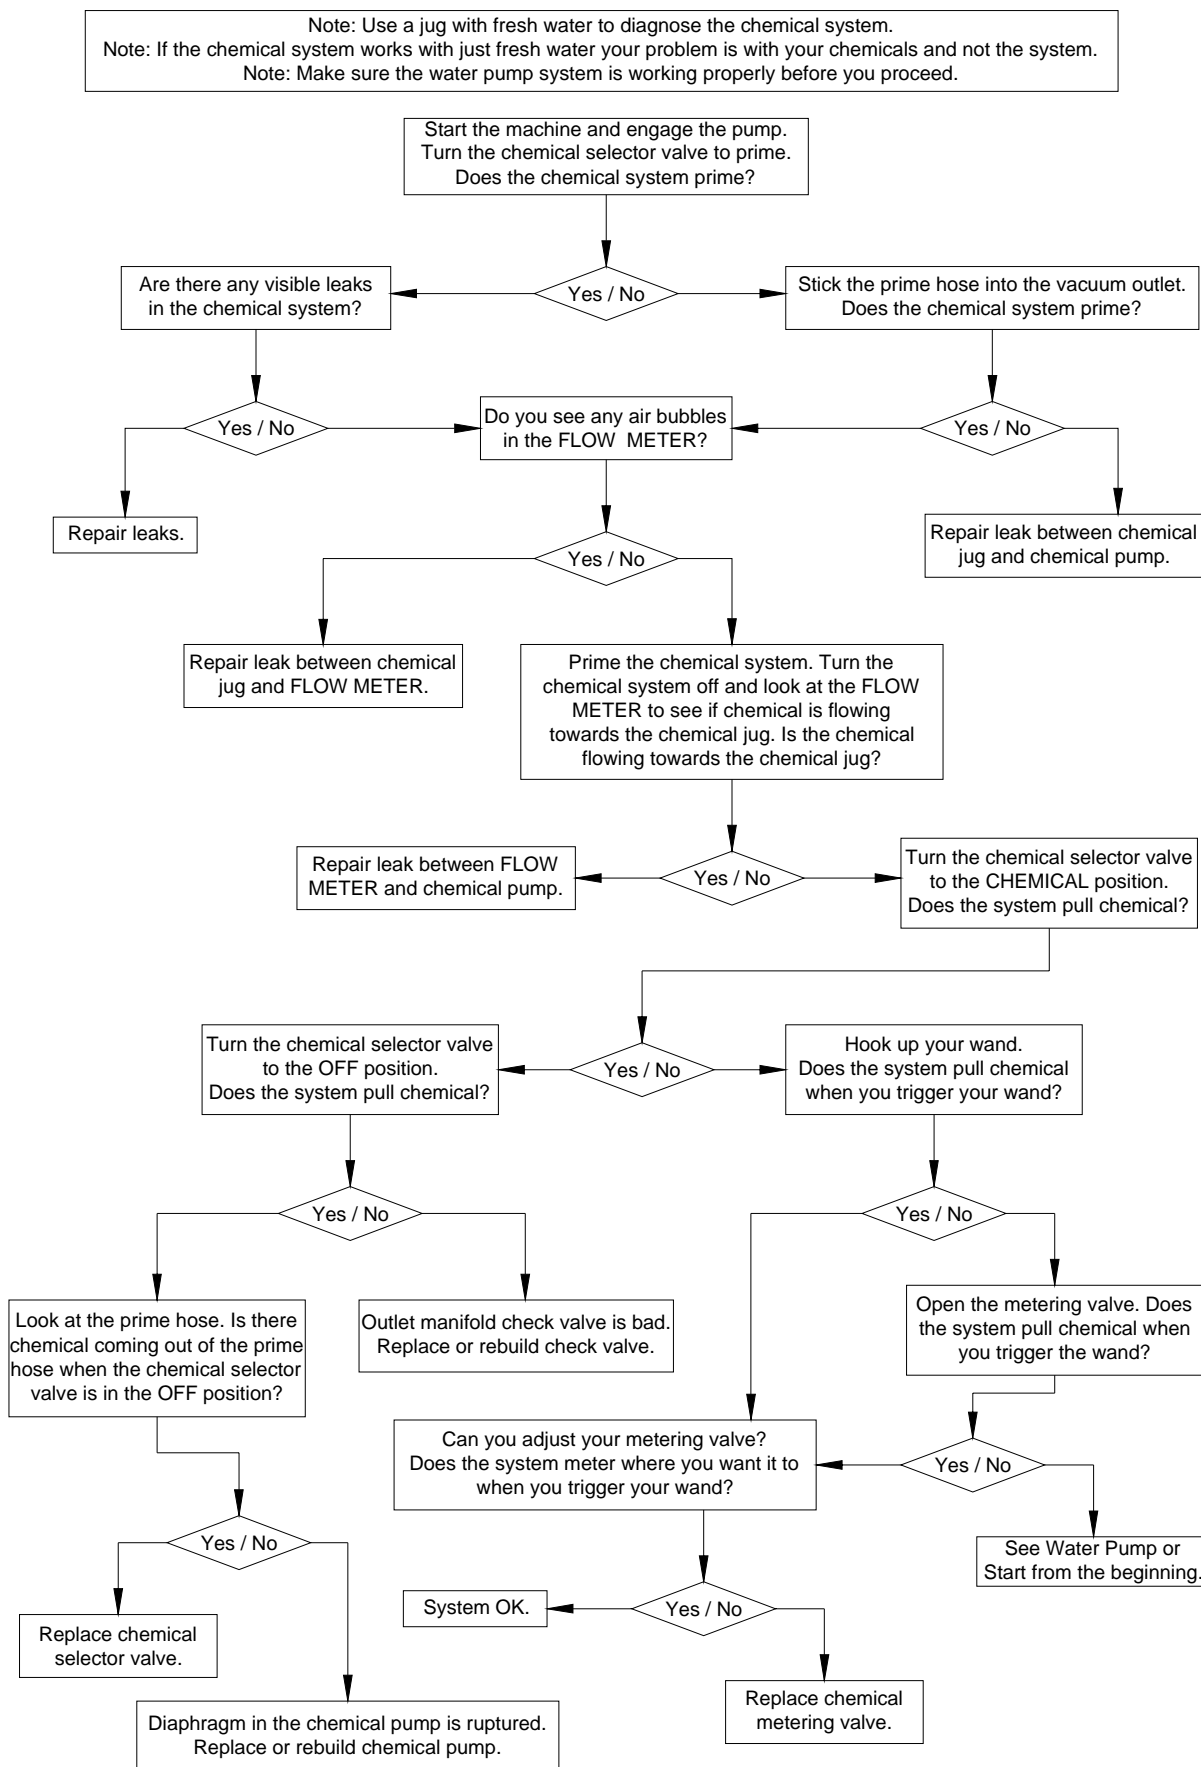 Note: Use a jug with fresh water to diagnose the chemical system.
Note: If the chemical system works with just fresh water your problem is with your chemicals and not the system.
Note: Make sure the water pump system is working properly before you proceed.
Start the machine and engage the pump.
Turn the chemical selector valve to prime.
Does the chemical system prime?
Are there any visible leaks
in the chemical system?
Yes / No
Stick the prime hose into the vacuum outlet.
Does the chemical system prime?
Yes / No
Do you see any air bubbles
in the FLOW METER?
Yes / No
Repair leaks.
Yes / No
Repair leak between chemical
jug and chemical pump.
Repair leak between chemical
jug and FLOW METER.
Prime the chemical system. Turn the
chemical system off and look at the FLOW
METER to see if chemical is flowing
towards the chemical jug. Is the chemical
flowing towards the chemical jug?
Repair leak between FLOW
METER and chemical pump.
Yes / No
Turn the chemical selector valve
to the CHEMICAL position.
Does the system pull chemical?
Turn the chemical selector valve
to the OFF position.
Does the system pull chemical?
Yes / No
Hook up your wand.
Does the system pull chemical
when you trigger your wand?
Yes / No
Yes / No
Look at the prime hose. Is there
chemical coming out of the prime
hose when the chemical selector
valve is in the OFF position?
Outlet manifold check valve is bad.
Replace or rebuild check valve.
Open the metering valve. Does
the system pull chemical when
you trigger the wand?
Can you adjust your metering valve?
Does the system meter where you want it to
when you trigger your wand?
Yes / No
Yes / No
See Water Pump or
Start from the beginning.
System OK.
Yes / No
Replace chemical
selector valve.
Replace chemical
metering valve.
Diaphragm in the chemical pump is ruptured.
Replace or rebuild chemical pump.